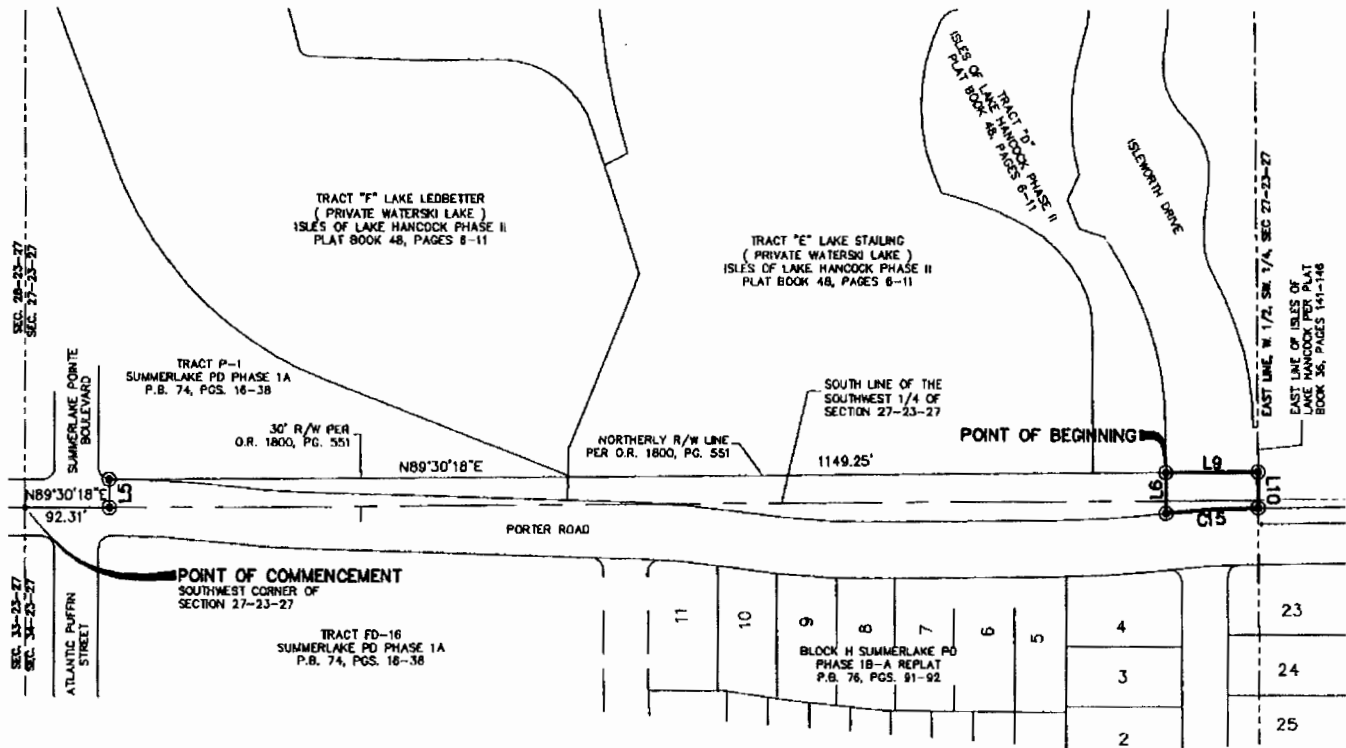 TRACT "F" LAKE LEDBETTER
( PRIVATE WATERSKI LAKE )
ISLES OF LAKE HANCOCK PHASE II
PLAT BOOK 48, PAGES 6-11
TRACT "E" LAKE STAILING
( PRIVATE WATERSKI LAKE )
ISLES OF LAKE HANCOCK PHASE II
PLAT BOOK 48, PAGES 6-11
TRACT "D"
ISLES OF LAKE HANCOCK PHASE II
PLAT BOOK 48, PAGES 6-11
ISLEWORTH DRIVE
EAST LINE, W. 1/2, SW. 1/4, SEC 27-23-27
EAST LINE OF ISLES OF
LAKE HANCOCK PER PLAT
BOOK 36, PAGES 141-146
SEC. 28-23-27
SEC. 27-23-27
SUMMERLAKE POINTE
BOULEVARD
TRACT P-1
SUMMERLAKE PD PHASE 1A
P.B. 74, PGS. 16-38
30' R/W PER
O.R. 1800, PG. 551
NORTHERLY R/W LINE
PER O.R. 1800, PG. 551
SOUTH LINE OF THE
SOUTHWEST 1/4 OF
SECTION 27-23-27
POINT OF BEGINNING
N89°30'18"E
1149.25'
L9
L6
L10
C15
N89°30'18"E
92.31'
L5
PORTER ROAD
POINT OF COMMENCEMENT
SOUTHWEST CORNER OF
SECTION 27-23-27
SEC. 33-23-27
SEC. 34-23-27
ATLANTIC PUFFIN
STREET
TRACT FD-16
SUMMERLAKE PD PHASE 1A
P.B. 74, PGS. 16-38
11
10
9
8
7
6
5
4
3
2
BLOCK H SUMMERLAKE PD
PHASE 1B-A REPLAT
P.B. 76, PGS. 91-92
23
24
25